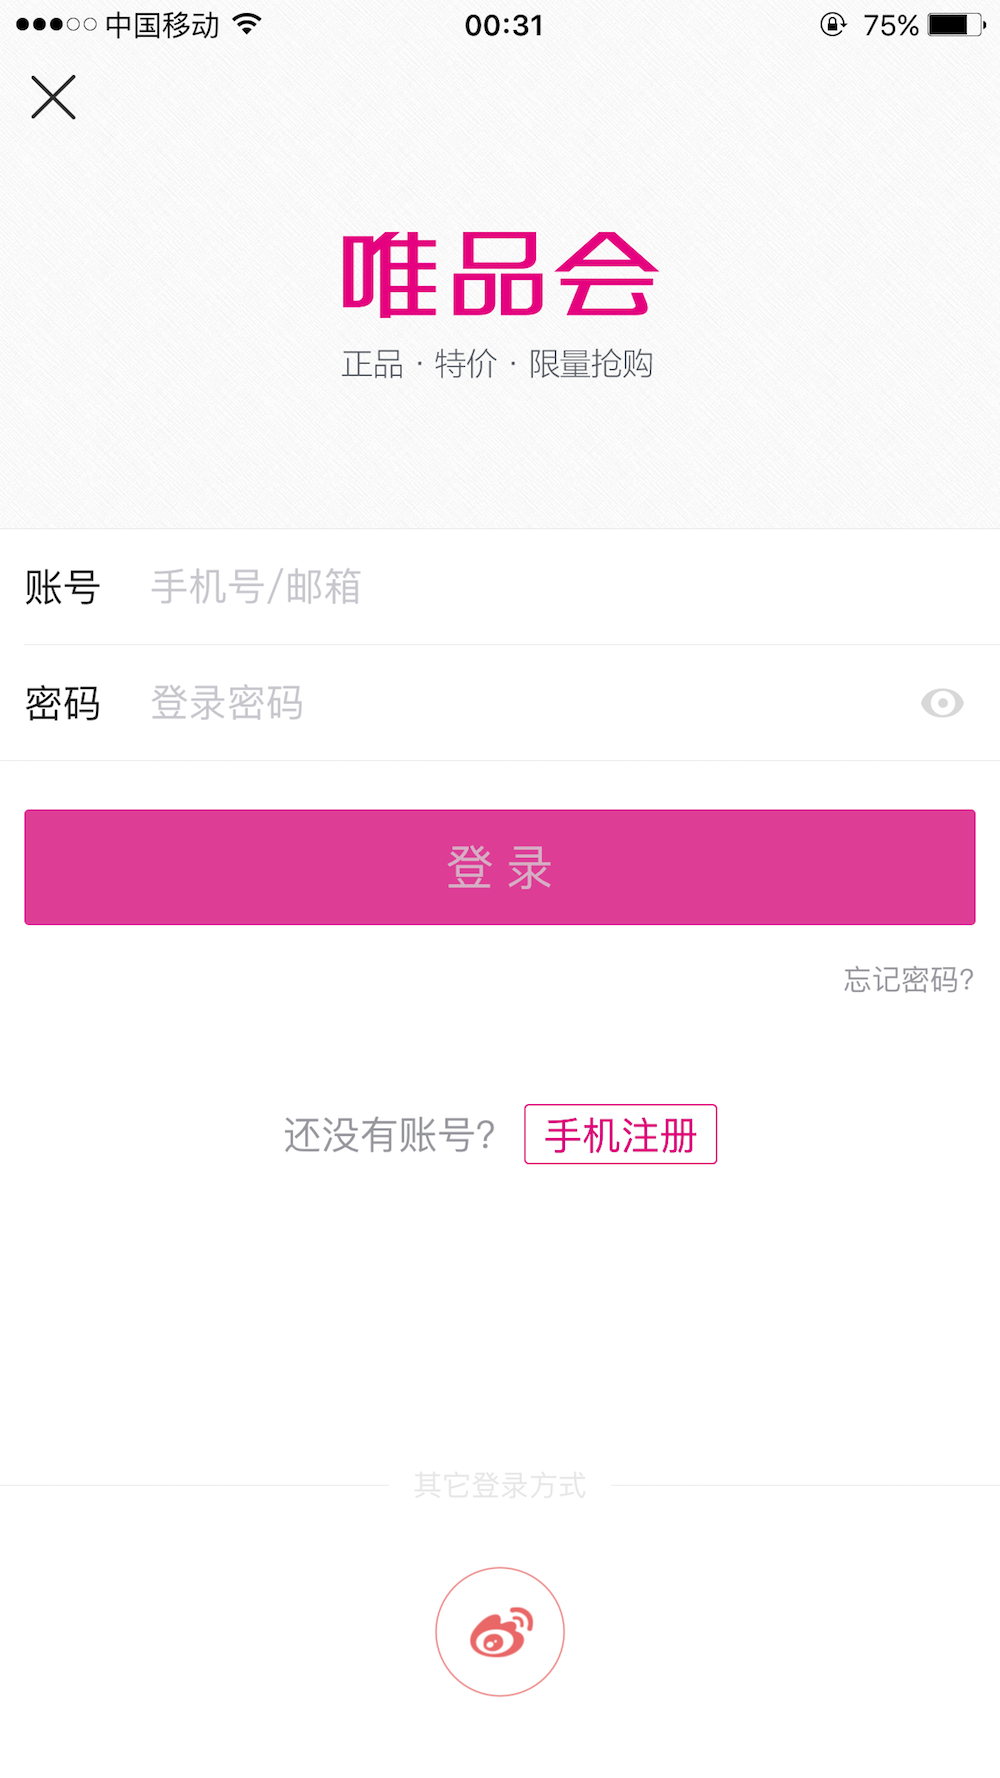 中国移动 00:31 75%
唯品会
正品 · 特价 · 限量抢购
账号 手机号/邮箱
密码 登录密码
登 录
忘记密码?
还没有账号? 手机注册
其它登录方式